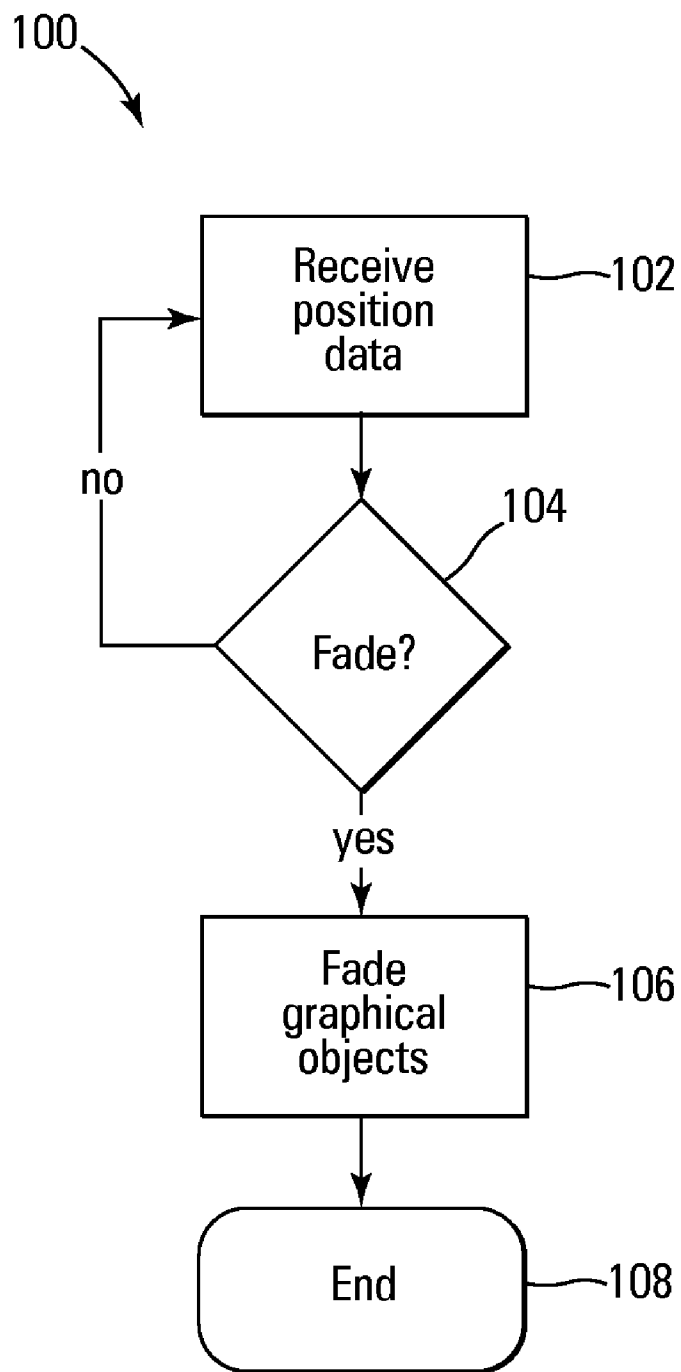 100
Receive
position
data
102
no
104
Fade?
yes
Fade
graphical
objects
106
End
108